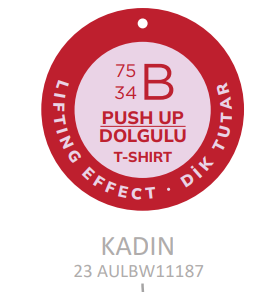 75
34
B
PUSH UP
DOLGULU
T-SHIRT
LIFTING EFFECT · DİK TUTAR
KADIN
23 AULBW11187